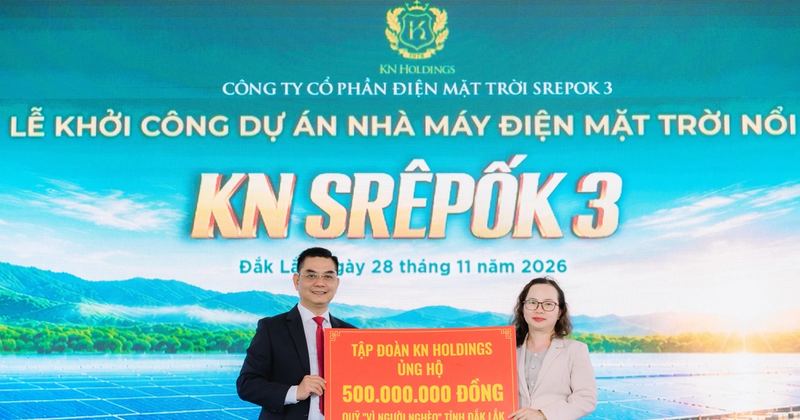 K
1975
KN HOLDINGS
CÔNG TY CỔ PHẦN ĐIỆN MẶT TRỜI SREPOK 3
LỄ KHỞI CÔNG DỰ ÁN NHÀ MÁY ĐIỆN MẶT TRỜI NỔI
KN SRÊPỐK 3
Đắk Lắk, ngày 28 tháng 11 năm 2026
TẬP ĐOÀN KN HOLDINGS
ỦNG HỘ
500.000.000 ĐỒNG
QUỸ "VÌ NGƯỜI NGHÈO" TỈNH ĐẮK LẮK